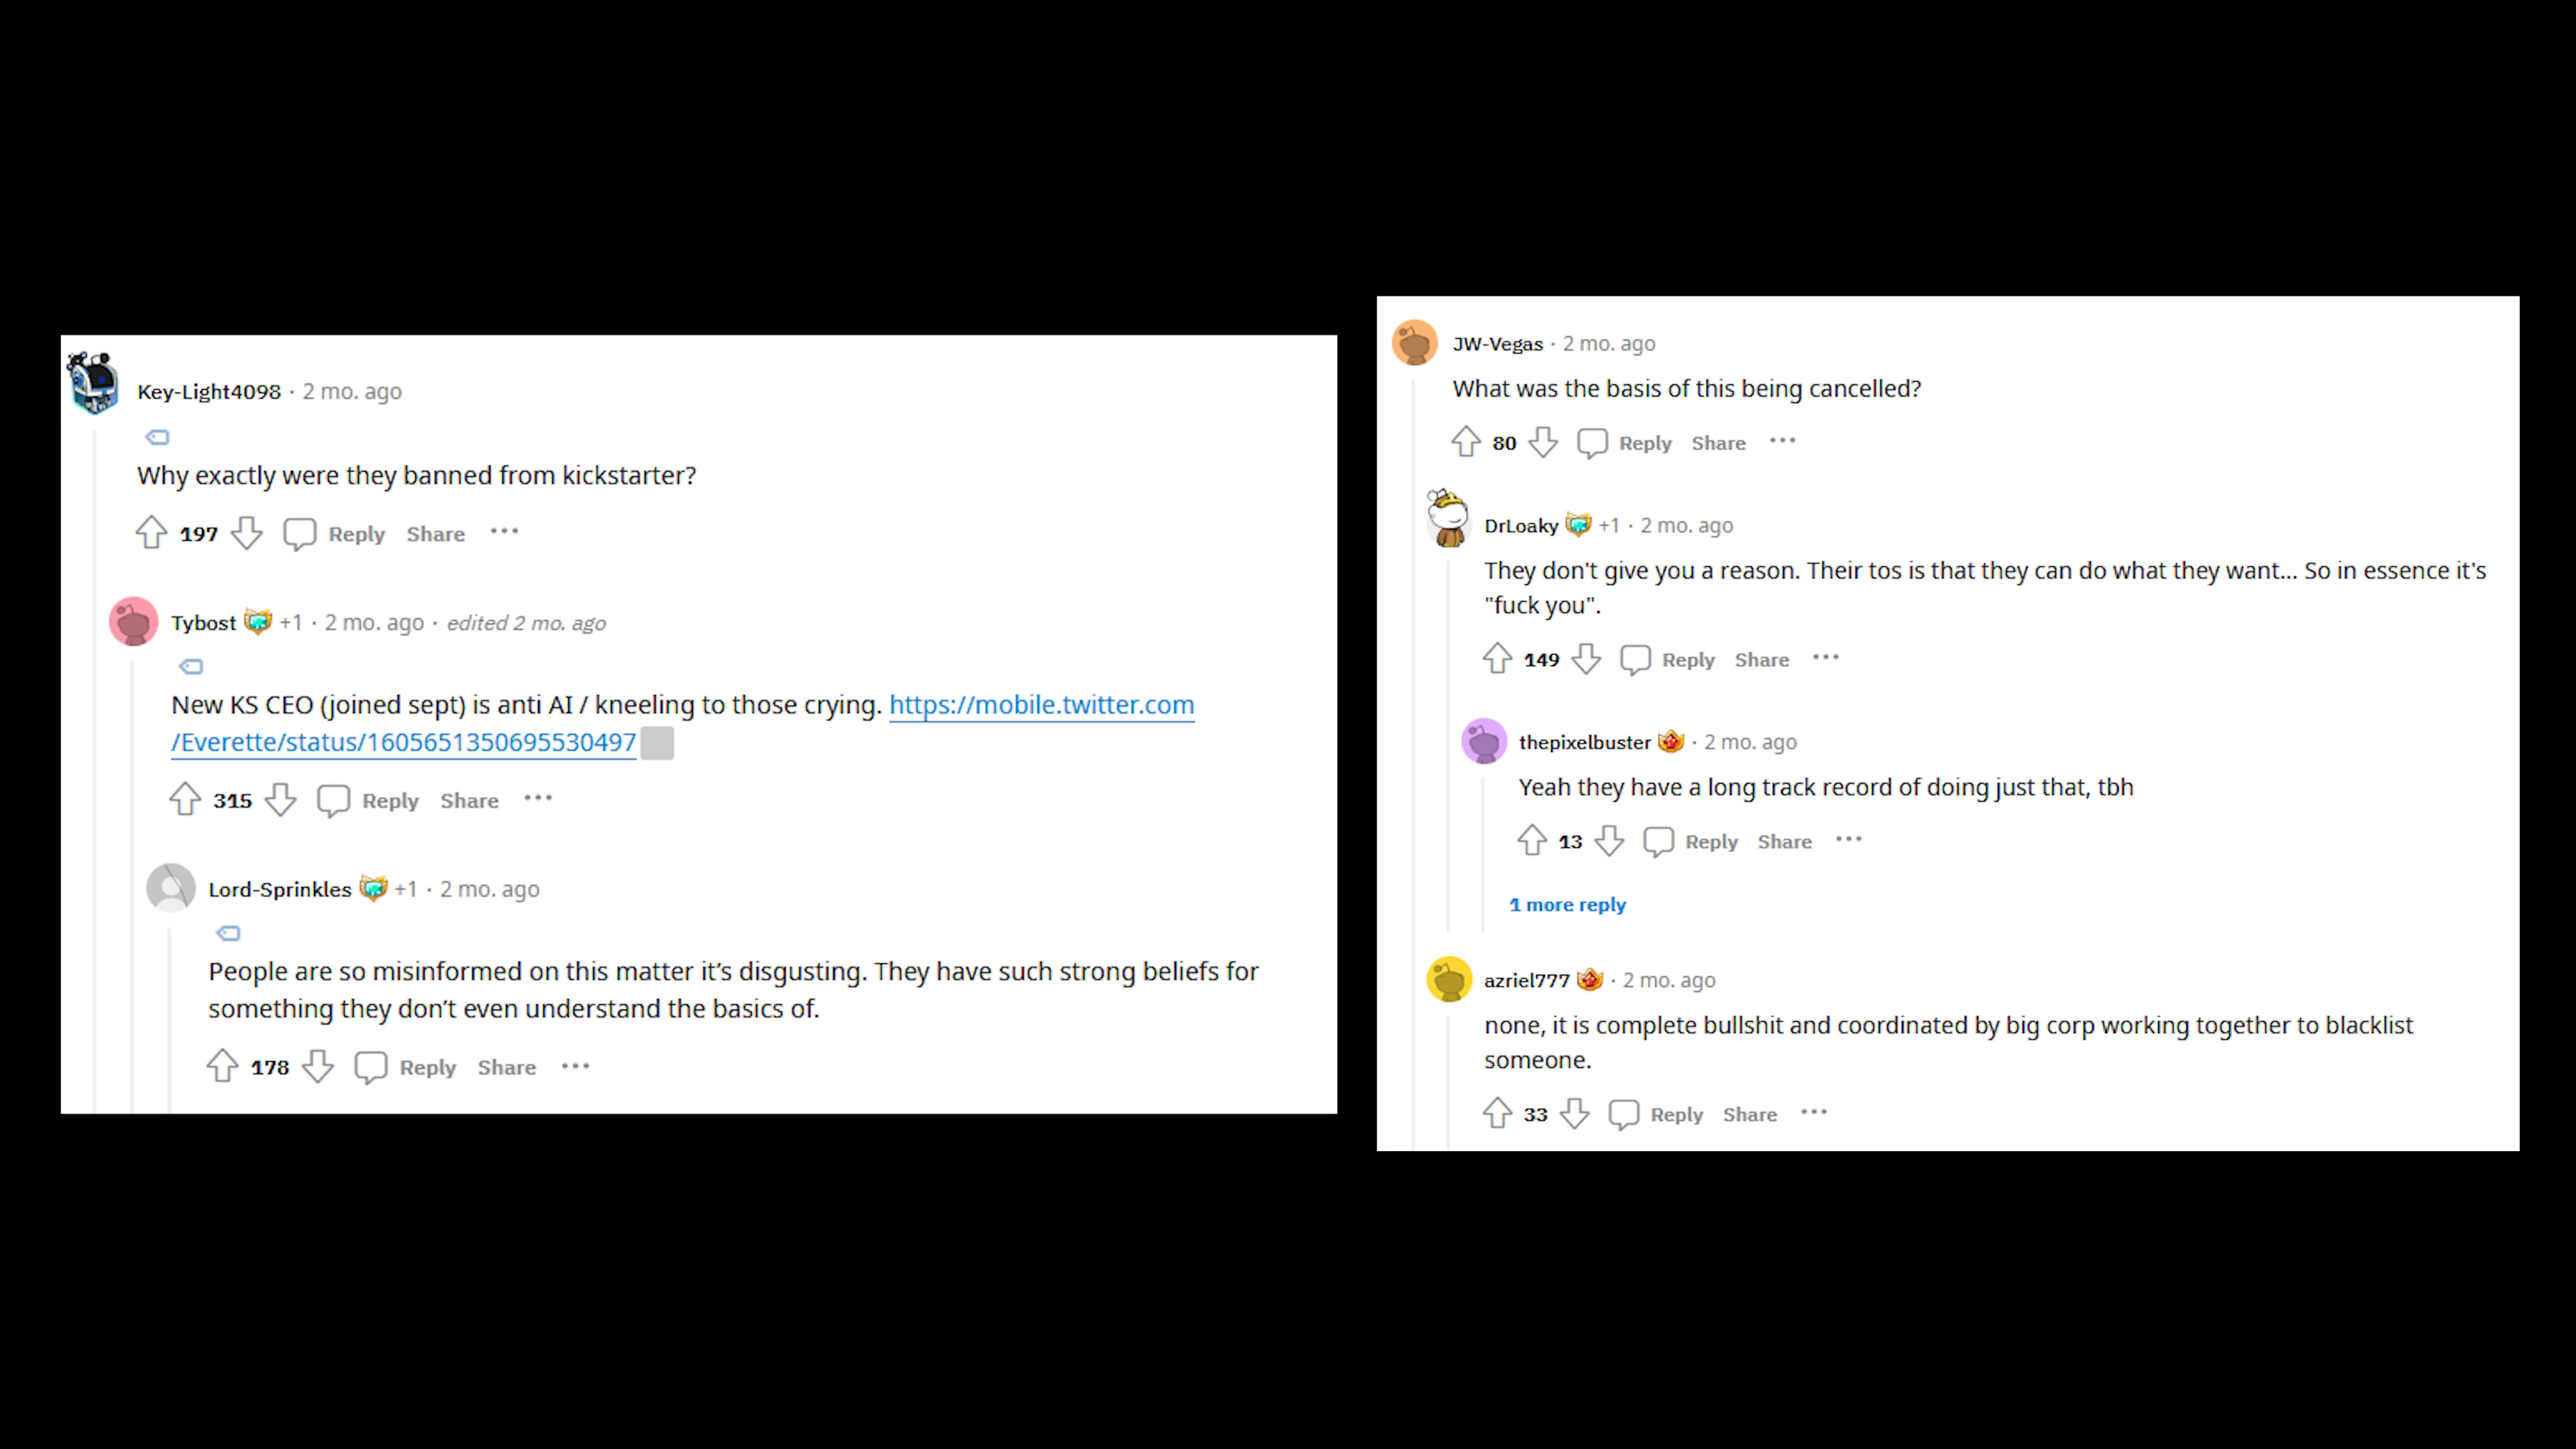 Key-Light4098 · 2 mo. ago
Why exactly were they banned from kickstarter?
197 Reply Share ···
Tybost +1 · 2 mo. ago · edited 2 mo. ago
New KS CEO (joined sept) is anti AI / kneeling to those crying. https://mobile.twitter.com
/Everette/status/1605651350695530497
315 Reply Share ···
Lord-Sprinkles +1 · 2 mo. ago
People are so misinformed on this matter it’s disgusting. They have such strong beliefs for
something they don’t even understand the basics of.
178 Reply Share ···
JW-Vegas · 2 mo. ago
What was the basis of this being cancelled?
80 Reply Share ···
DrLoaky +1 · 2 mo. ago
They don't give you a reason. Their tos is that they can do what they want... So in essence it's
"fuck you".
149 Reply Share ···
thepixelbuster · 2 mo. ago
Yeah they have a long track record of doing just that, tbh
13 Reply Share ···
1 more reply
azriel777 · 2 mo. ago
none, it is complete bullshit and coordinated by big corp working together to blacklist
someone.
33 Reply Share ···